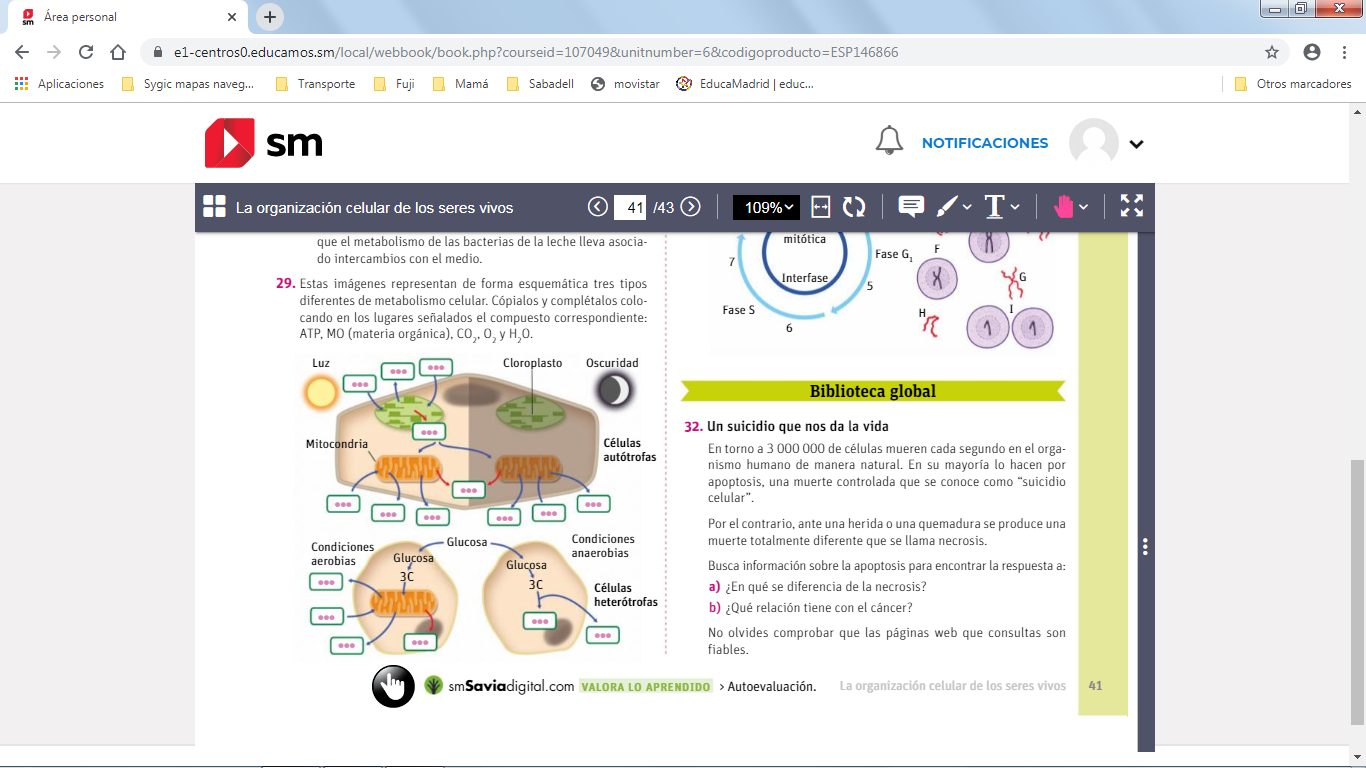 Área personal
e1-centros0.educamos.sm/local/webbook/book.php?courseid=107049&unitnumber=6&codigoproducto=ESP146866
Aplicaciones
Sygic mapas naveg...
Transporte
Fuji
Mamá
Sabadell
movistar
EducaMadrid | educ...
Otros marcadores
sm
NOTIFICACIONES
La organización celular de los seres vivos
41 /43
109%
que el metabolismo de las bacterias de la leche lleva asocia-
do intercambios con el medio.
29. Estas imágenes representan de forma esquemática tres tipos
diferentes de metabolismo celular. Cópialos y complétalos colo-
cando en los lugares señalados el compuesto correspondiente:
ATP, MO (materia orgánica), CO₂, O₂ y H₂O.
Luz
Cloroplasto
Oscuridad
Mitocondria
Células
autótrofas
Condiciones
aerobias
Glucosa
Condiciones
anaerobias
Glucosa
3C
Glucosa
3C
Células
heterótrofas
mitótica
Interfase
7
Fase G₁
5
Fase S
6
F
G
H
I
Biblioteca global
32. Un suicidio que nos da la vida
En torno a 3 000 000 de células mueren cada segundo en el orga-
nismo humano de manera natural. En su mayoría lo hacen por
apoptosis, una muerte controlada que se conoce como “suicidio
celular”.
Por el contrario, ante una herida o una quemadura se produce una
muerte totalmente diferente que se llama necrosis.
Busca información sobre la apoptosis para encontrar la respuesta a:
a) ¿En qué se diferencia de la necrosis?
b) ¿Qué relación tiene con el cáncer?
No olvides comprobar que las páginas web que consultas son
fiables.
smSaviadigital.com VALORA LO APRENDIDO > Autoevaluación.
La organización celular de los seres vivos 41